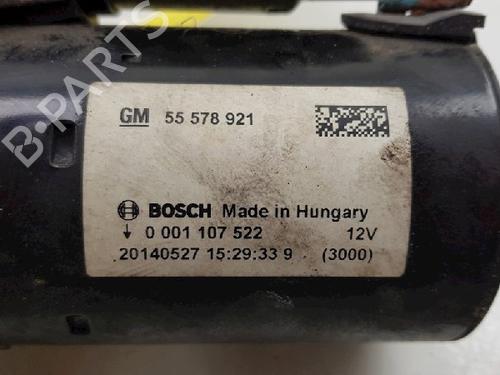 GM 55 578 921
BOSCH Made in Hungary
0 001 107 522 12V
20140527 15:29:33 9 (3000)
B-PARTS